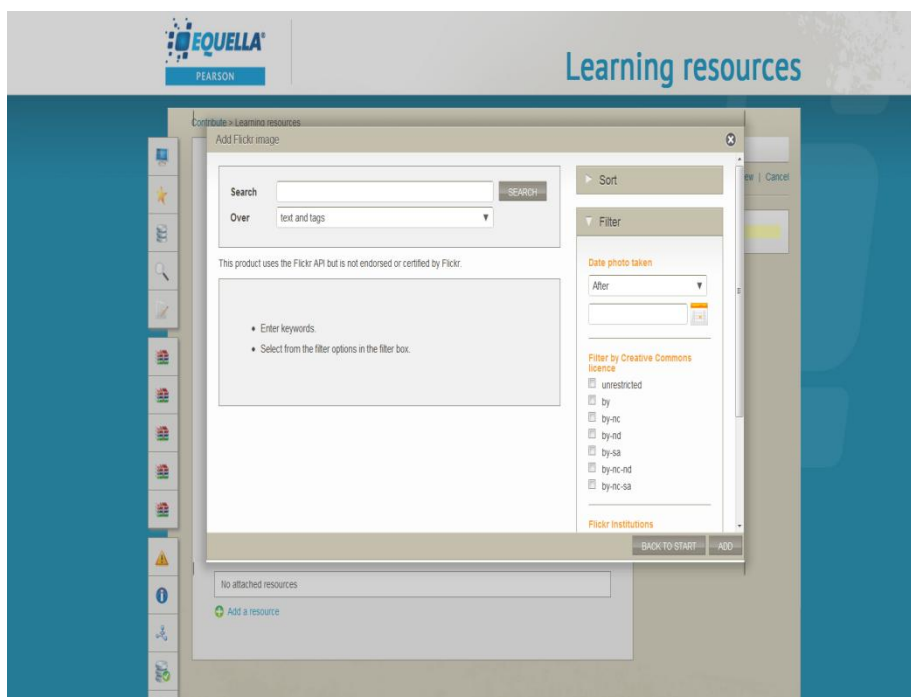 EQUELLA®
PEARSON
Learning resources
Contribute > Learning resources
Add Flickr image
Cancel
Search
SEARCH
Over
text and tags
This product uses the Flickr API but is not endorsed or certified by Flickr.
• Enter keywords.
• Select from the filter options in the filter box.
Sort
Filter
Date photo taken
After
Filter by Creative Commons
licence
unrestricted
by
by-nc
by-nd
by-sa
by-nc-nd
by-nc-sa
Flickr Institutions
BACK TO START
ADD
No attached resources
Add a resource